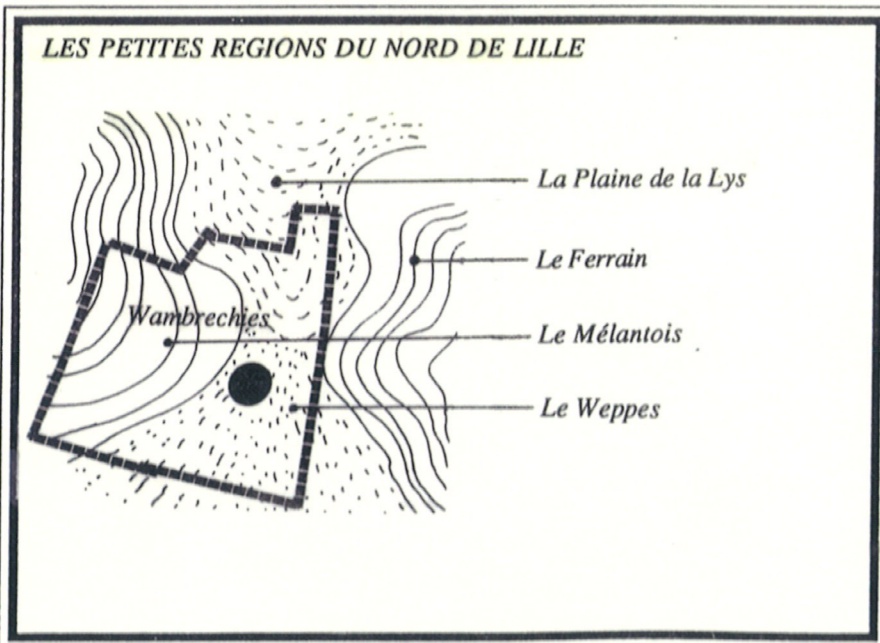 LES PETITES REGIONS DU NORD DE LILLE
La Plaine de la Lys
Le Ferrain
Wambrechies
Le Mélantois
Le Weppes